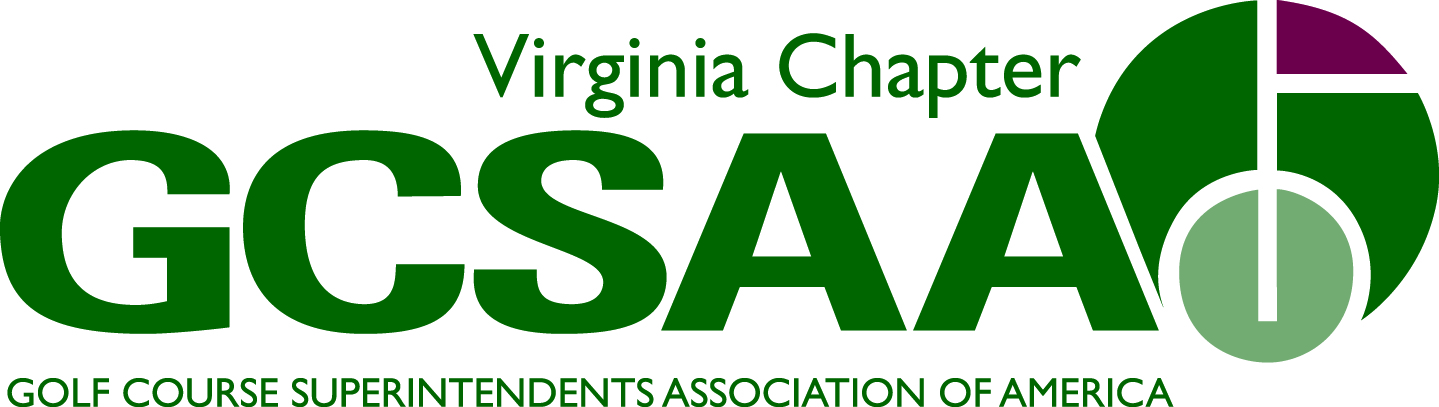 Virginia Chapter
GCSAA
GOLF COURSE SUPERINTENDENTS ASSOCIATION OF AMERICA